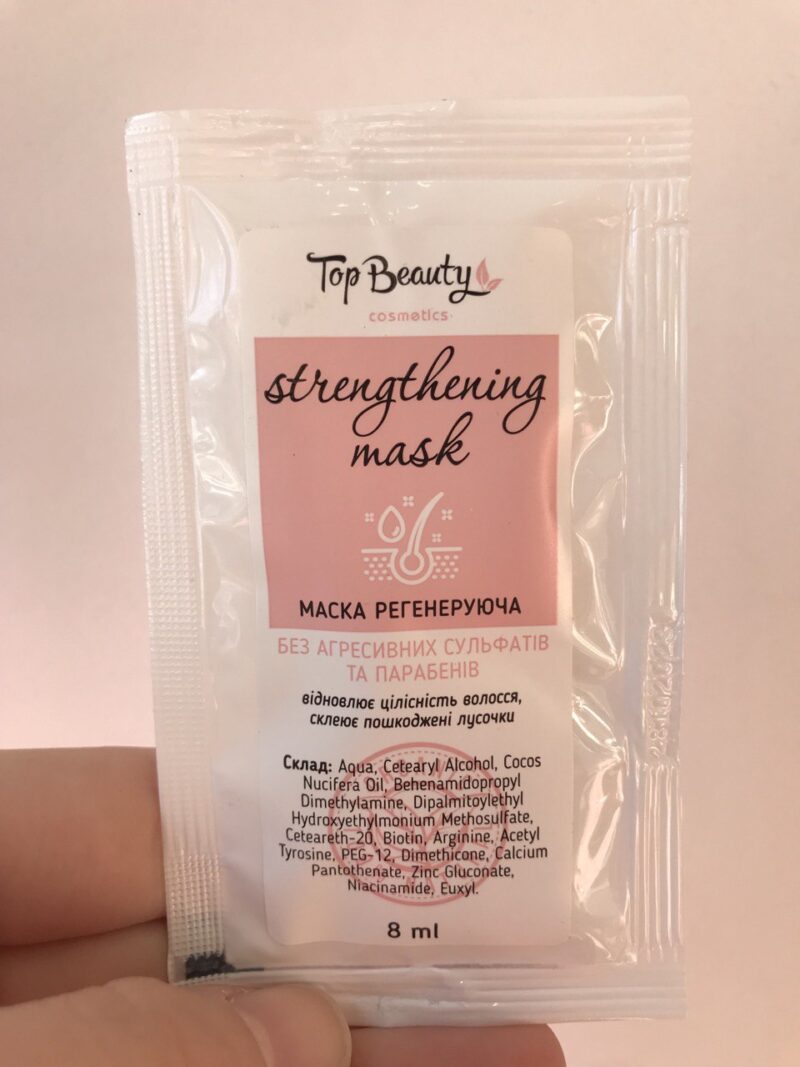 Top Beauty
cosmetics
strengthening
mask
МАСКА РЕГЕНЕРУЮЧА
БЕЗ АГРЕСИВНИХ СУЛЬФАТІВ
ТА ПАРАБЕНІВ
відновлює цілісність волосся,
склеює пошкоджені лусочки
Склад: Aqua, Cetearyl Alcohol, Cocos
Nucifera Oil, Behenamidopropyl
Dimethylamine, Dipalmitoylethyl
Hydroxyethylmonium Methosulfate,
Ceteareth-20, Biotin, Arginine, Acetyl
Tyrosine, PEG-12, Dimethicone, Calcium
Pantothenate, Zinc Gluconate,
Niacinamide, Euxyl.
8 ml